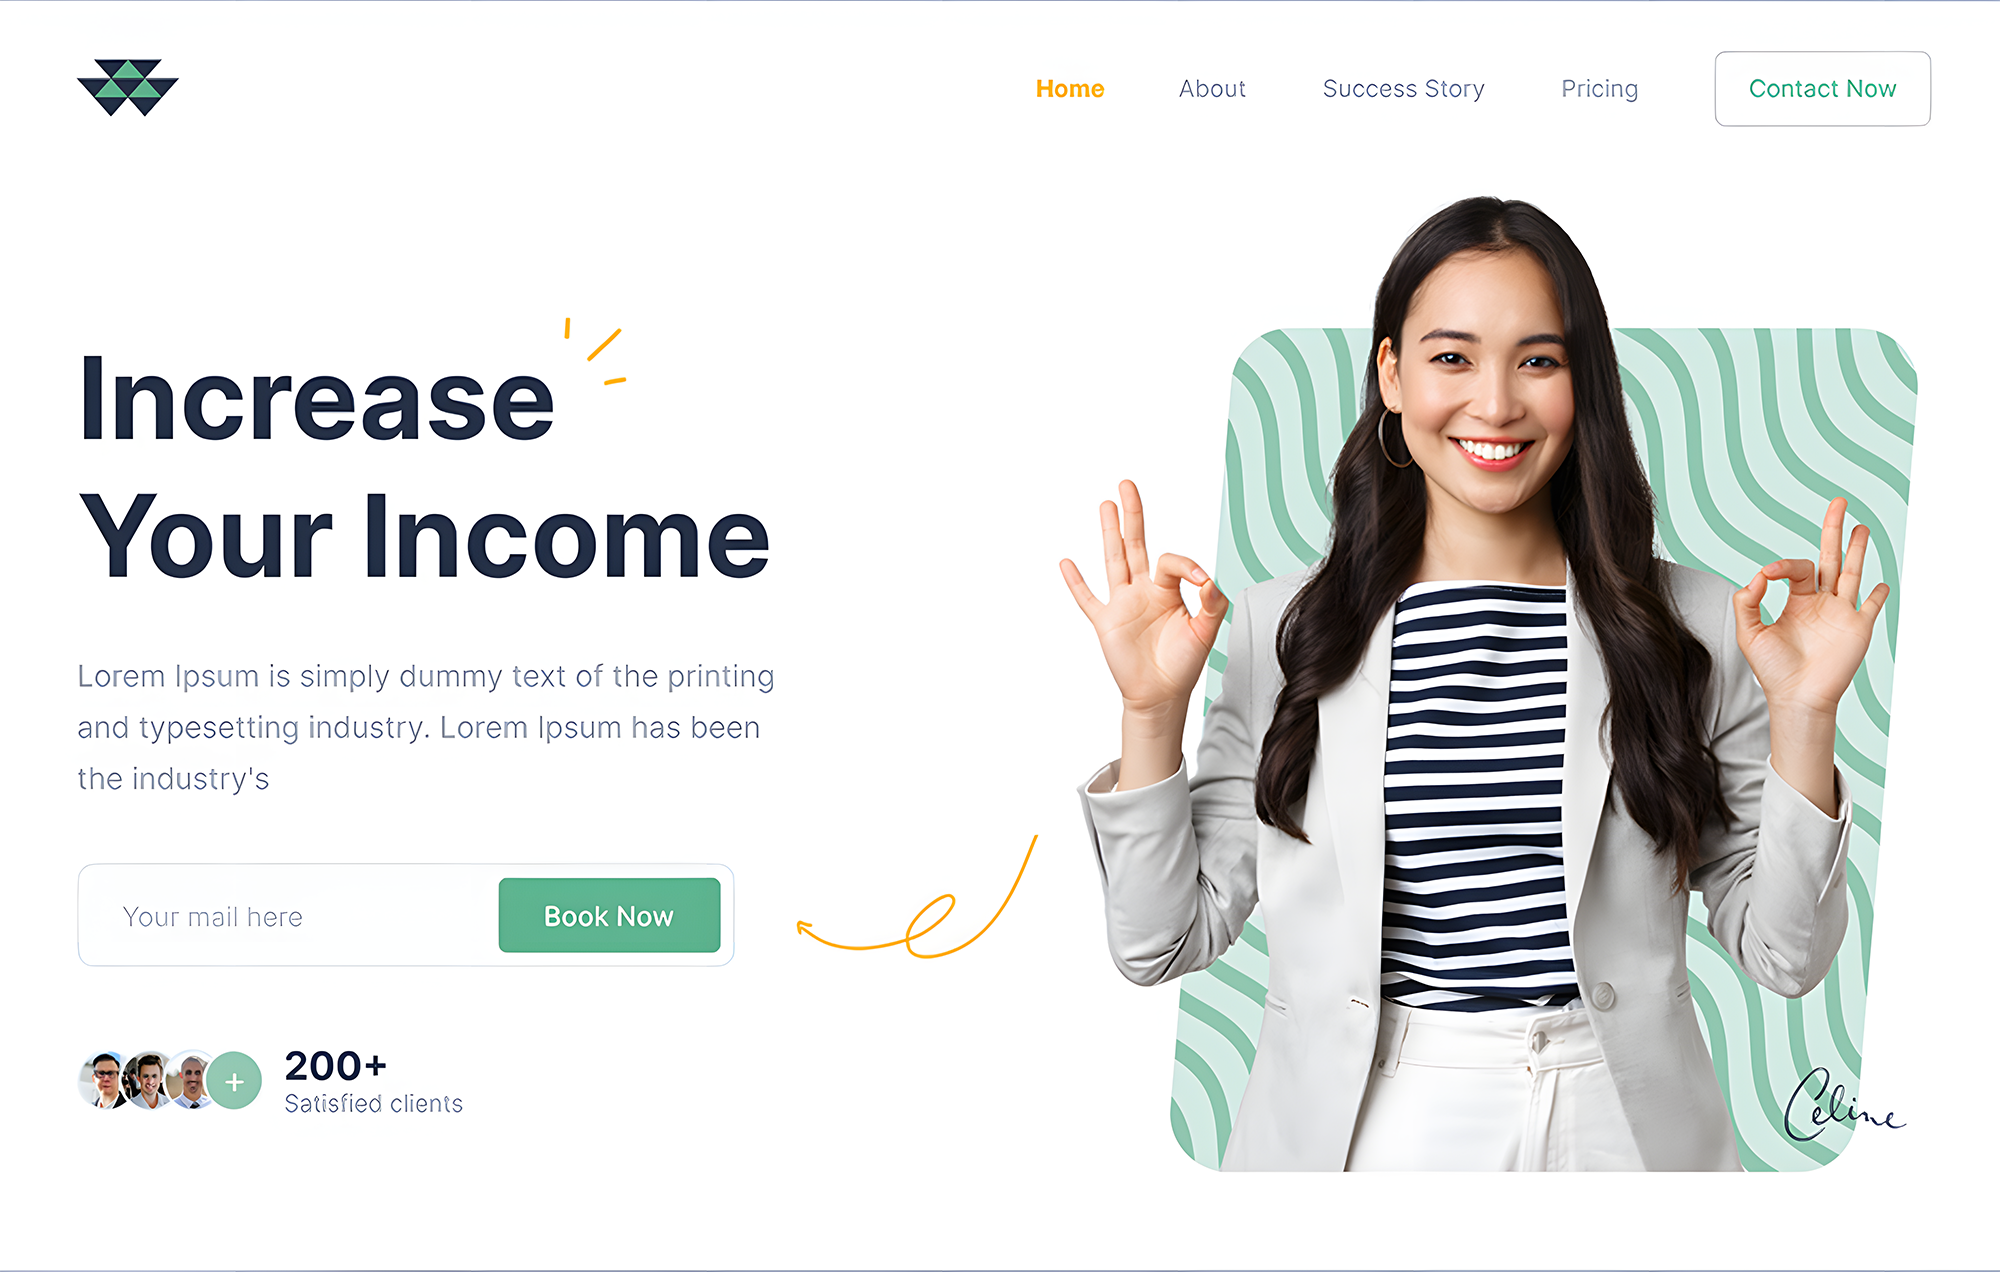 Home
About
Success Story
Pricing
Contact Now
Increase
Your Income
Lorem Ipsum is simply dummy text of the printing
and typesetting industry. Lorem Ipsum has been
the industry's
Your mail here
Book Now
+
200+
Satisfied clients
Celine